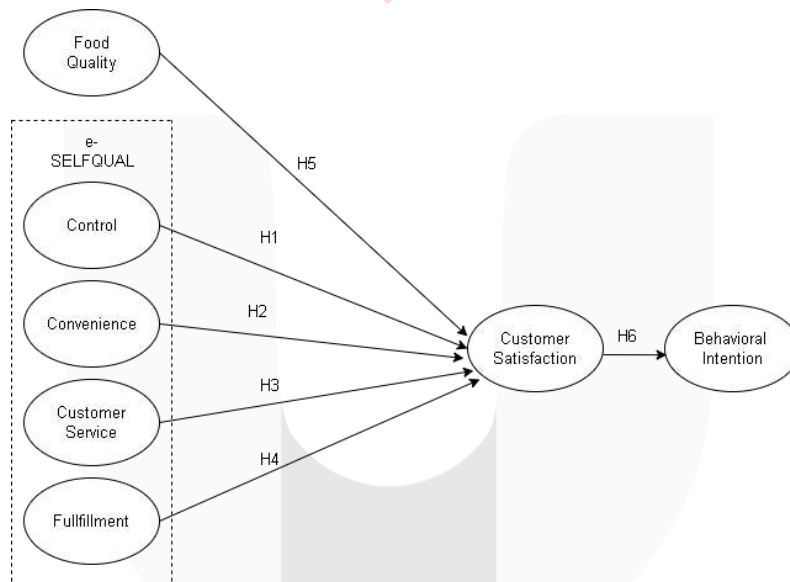 Food
Quality
e-
SELFQUAL
H5
Control
H1
Convenience
H2
Customer
Satisfaction
H6
Behavioral
Intention
Customer
Service
H3
H4
Fullfillment